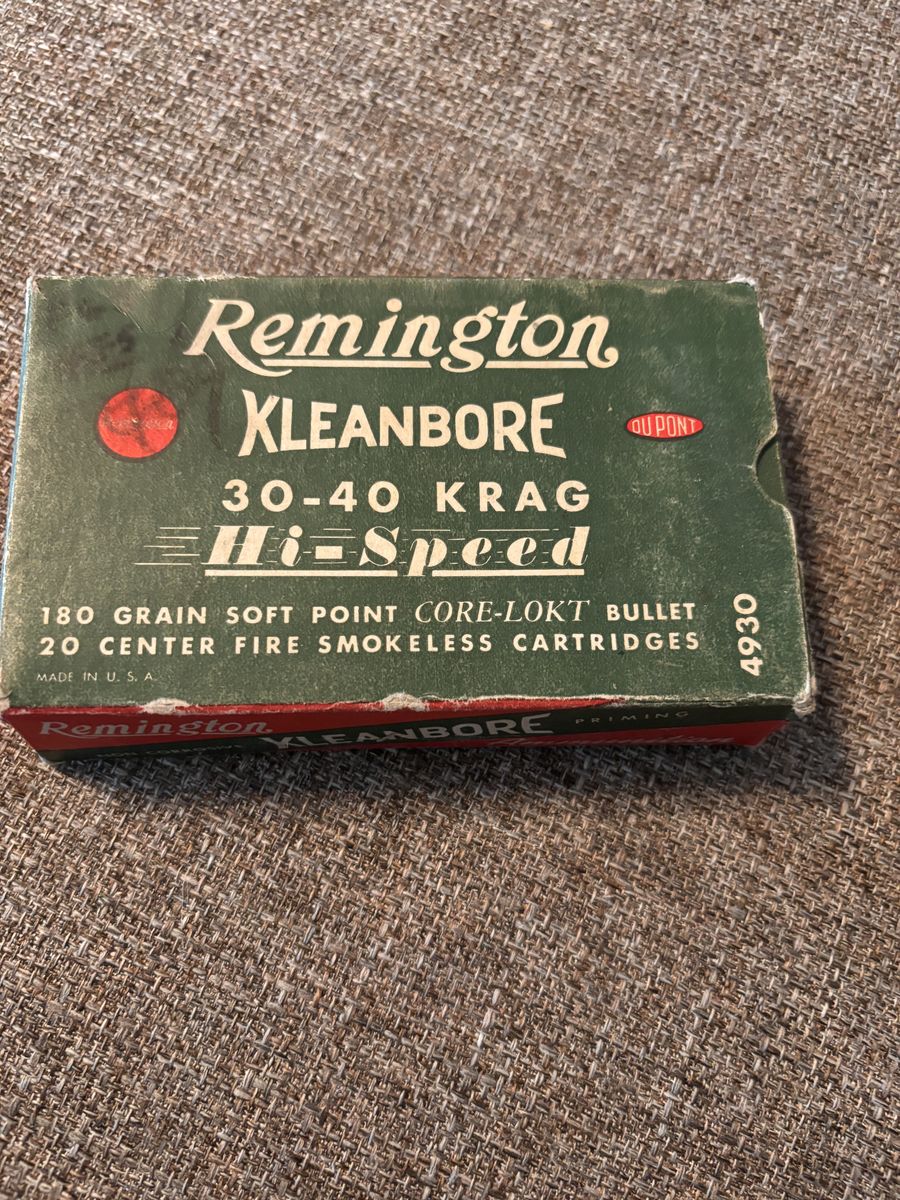 Remington
KLEANBORE
DU PONT
30-40 KRAG
Hi-Speed
180 GRAIN SOFT POINT CORE-LOKT BULLET
20 CENTER FIRE SMOKELESS CARTRIDGES
4930
MADE IN U. S. A.
Remington KLEANBORE PRIMING